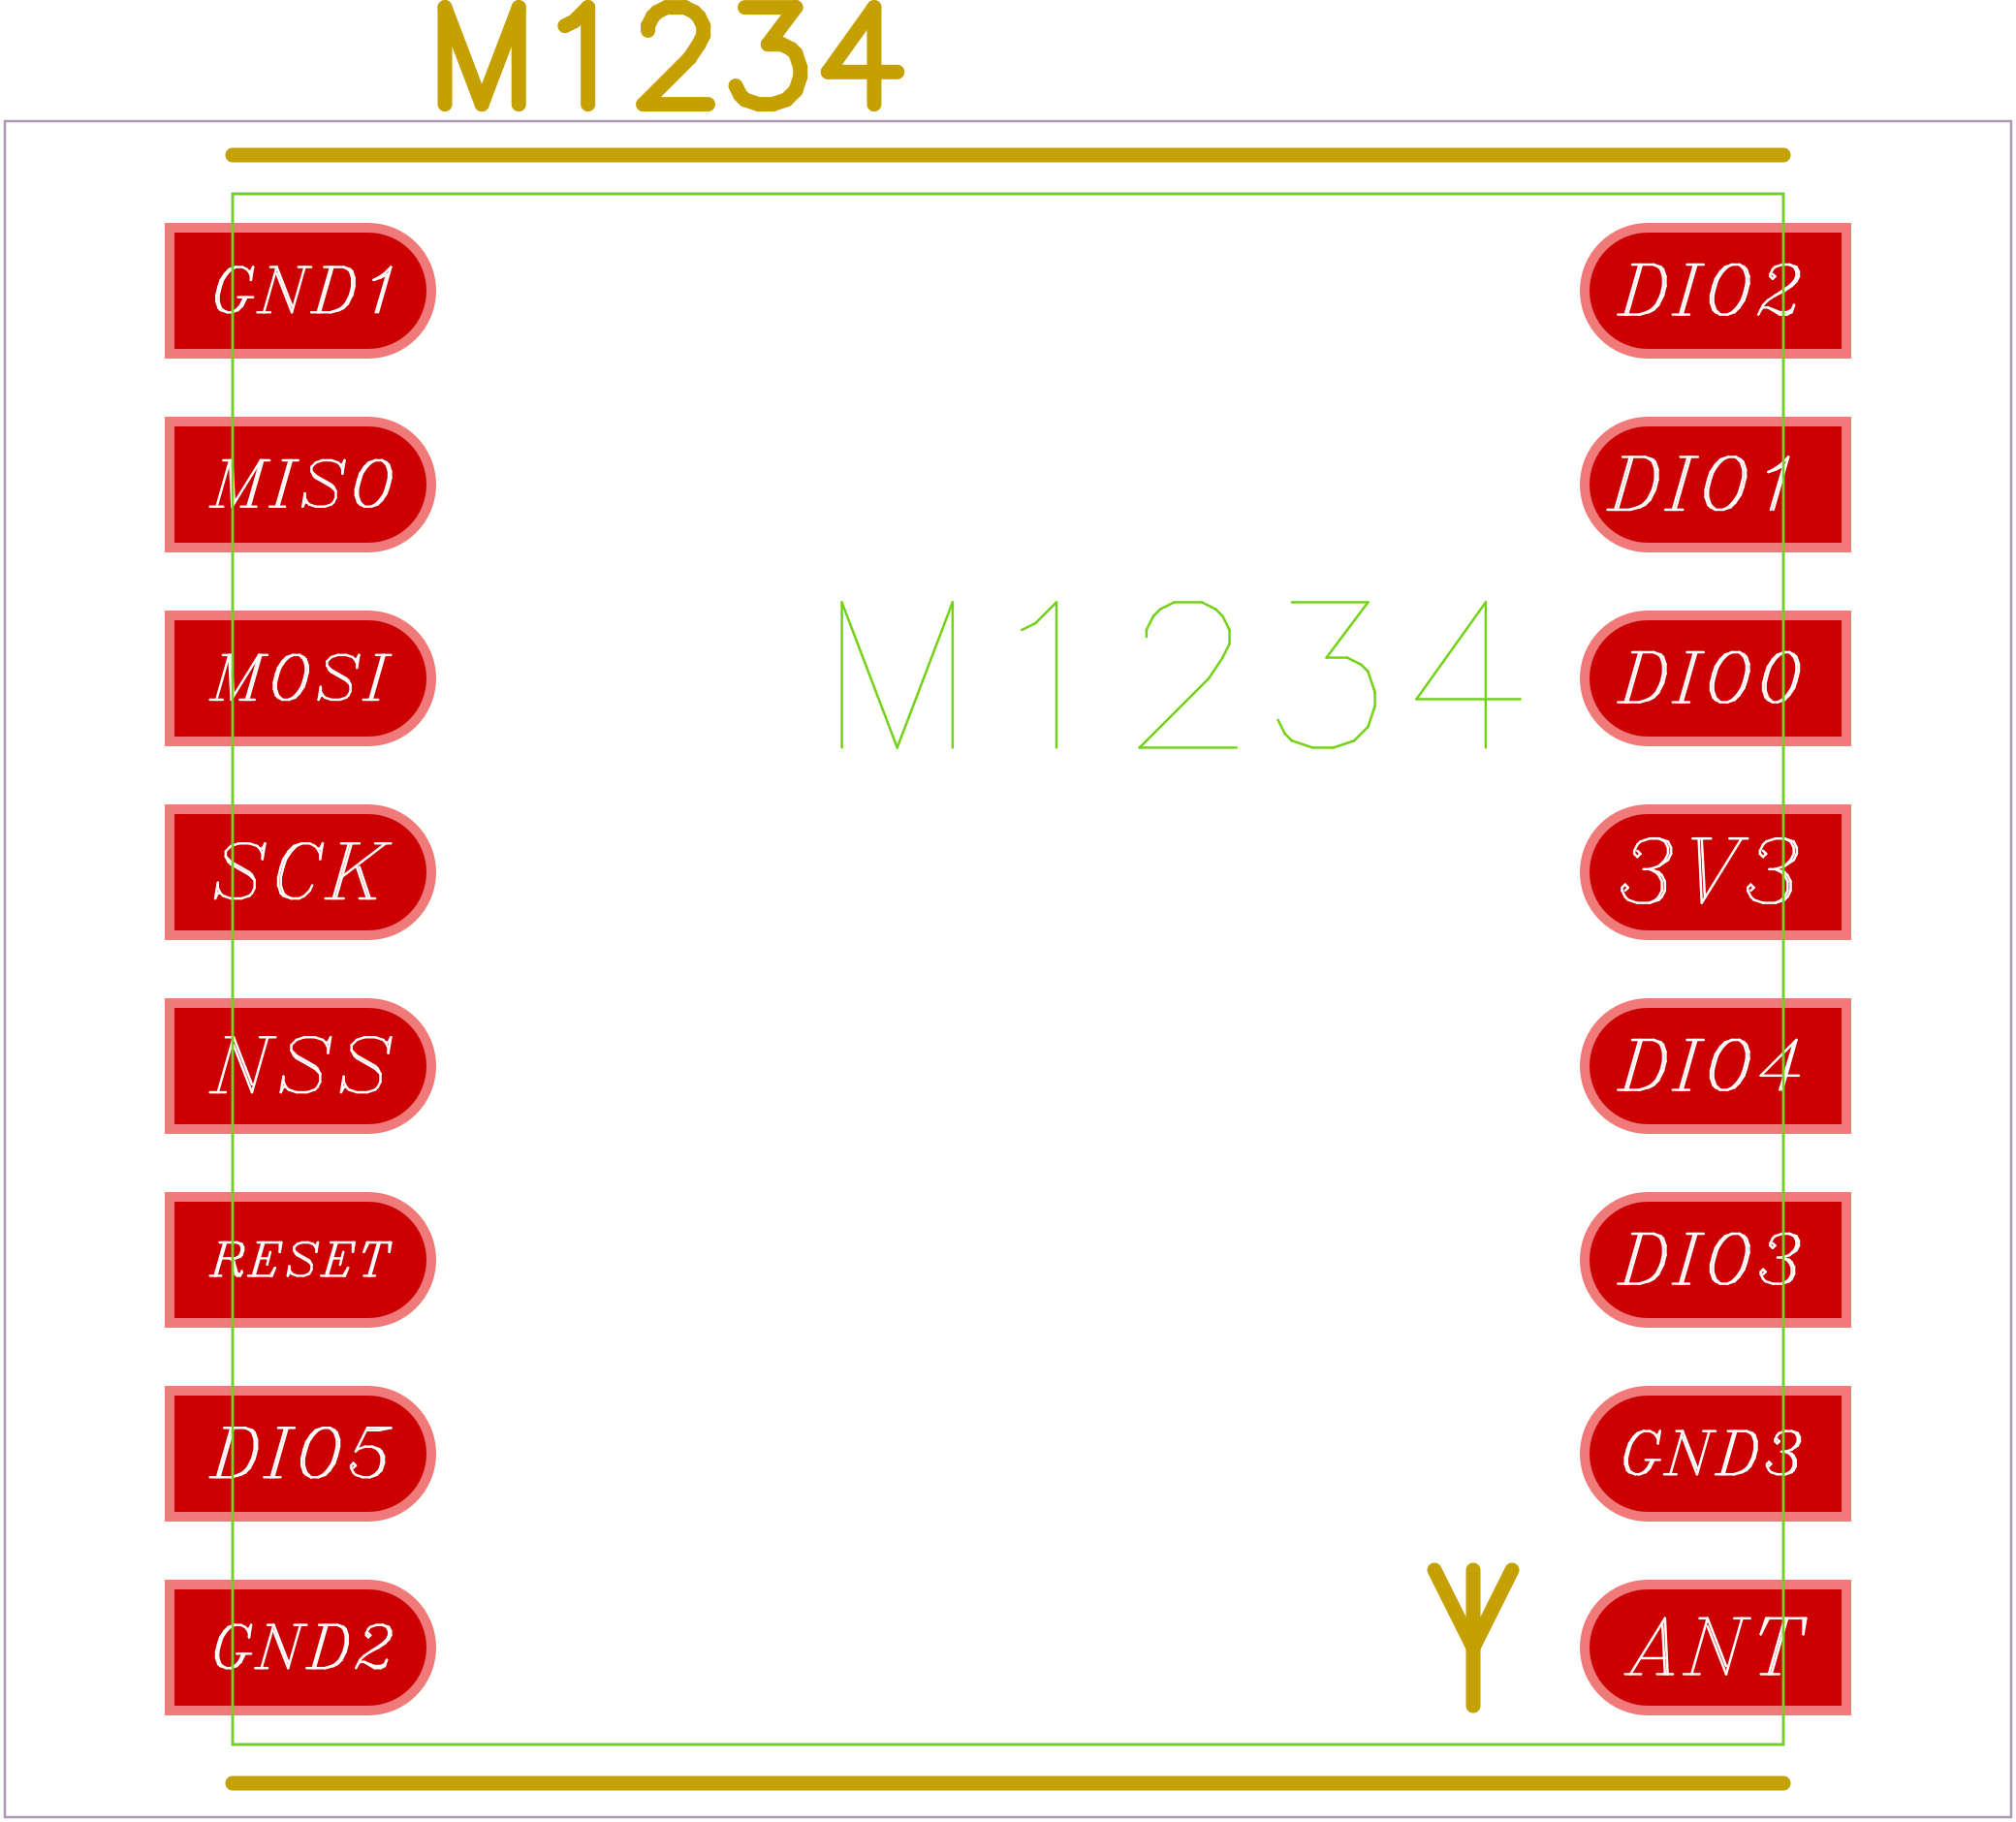 M1234
GND1 DIO2
MISO DIO1
MOSI DIO0
M1234
SCK 3V3
NSS DIO4
RESET DIO3
DIO5 GND3
GND2 ANT